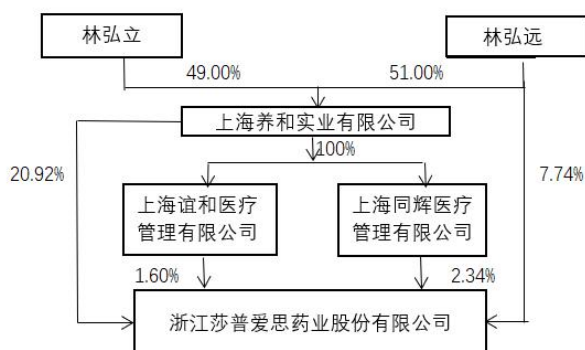 林弘立
林弘远
49.00%
51.00%
上海养和实业有限公司
100%
20.92%
7.74%
上海谊和医疗
管理有限公司
上海同辉医疗
管理有限公司
1.60%
2.34%
浙江莎普爱思药业股份有限公司